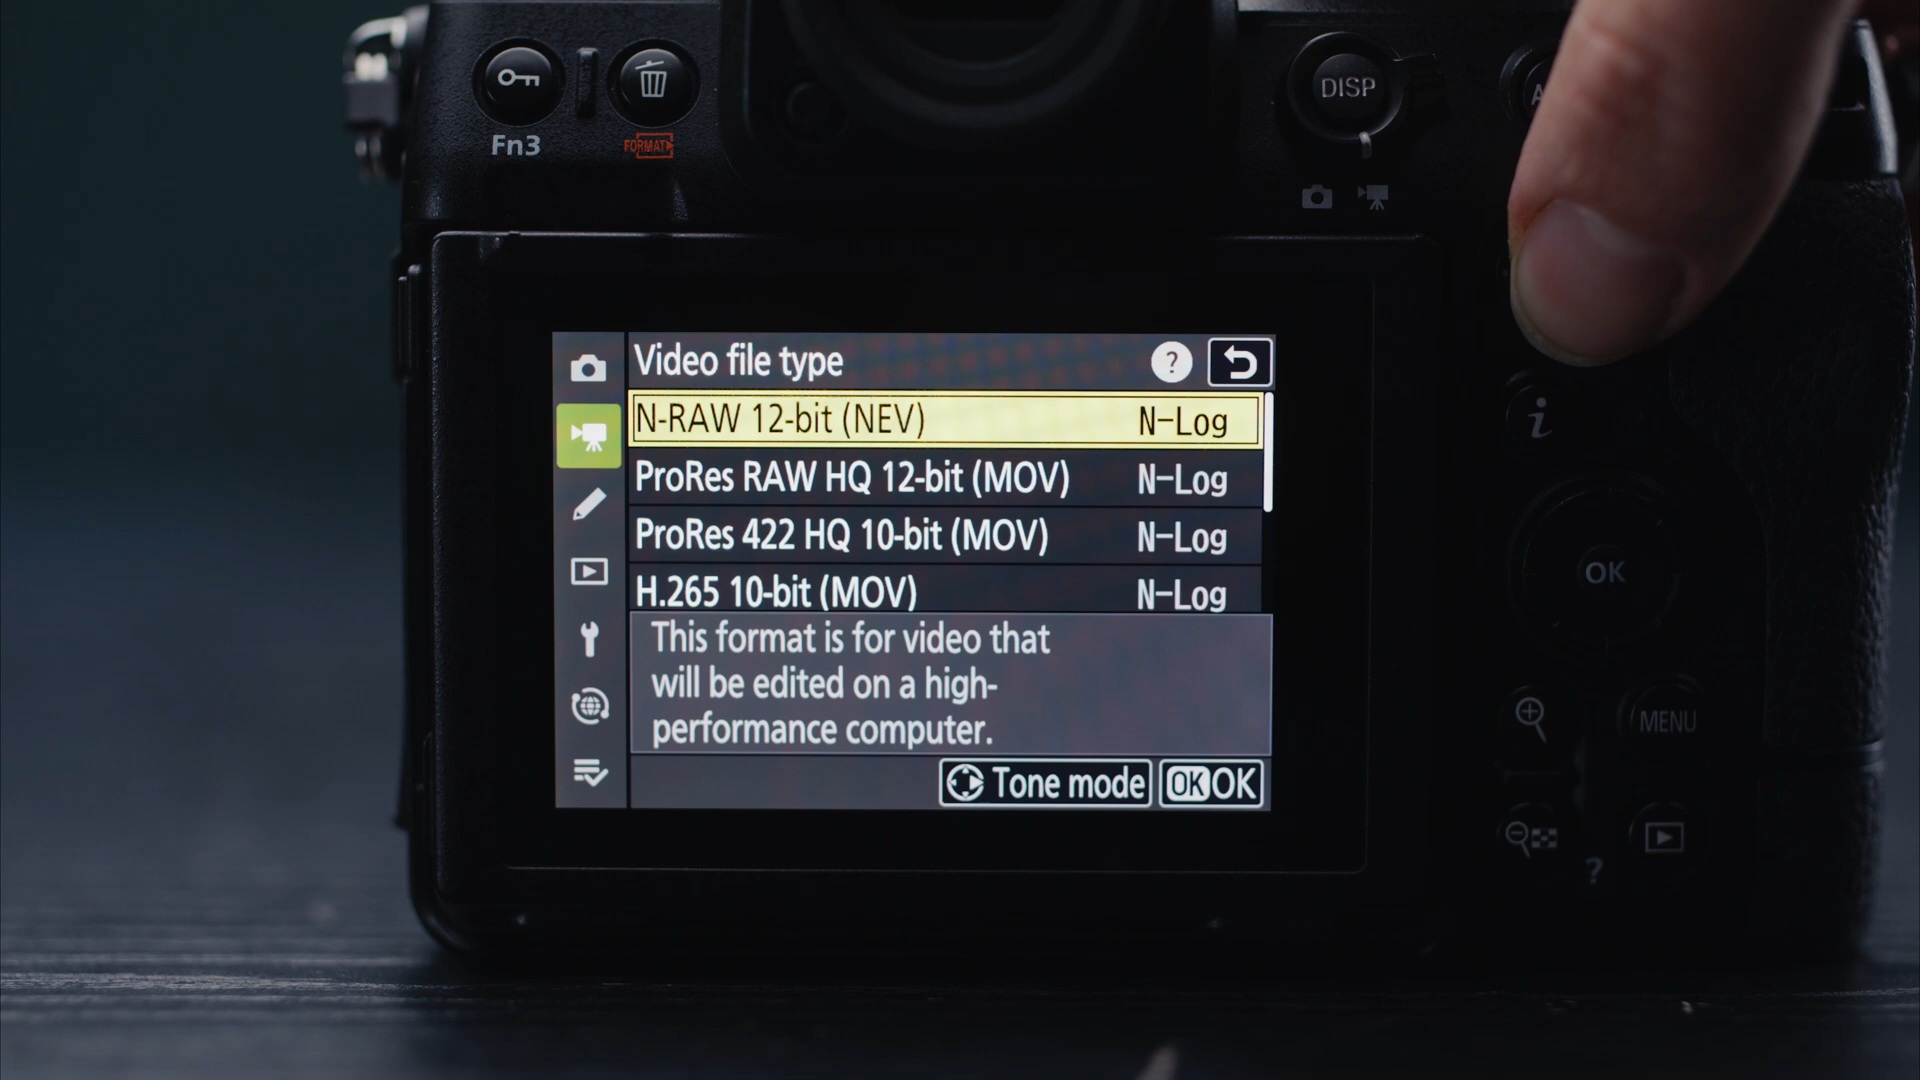 Fn3
FORMAT
DISP
Video file type
?
N-RAW 12-bit (NEV) N-Log
ProRes RAW HQ 12-bit (MOV) N-Log
ProRes 422 HQ 10-bit (MOV) N-Log
H.265 10-bit (MOV) N-Log
This format is for video that
will be edited on a high-
performance computer.
Tone mode OK OK
i
OK
MENU
?